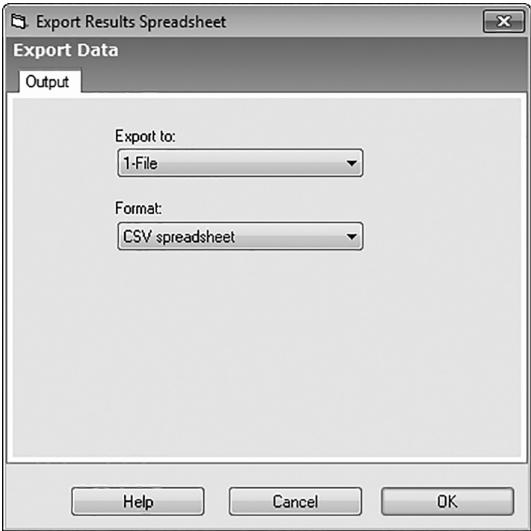 Export Results Spreadsheet
Export Data
Output
Export to:
1-File
Format:
CSV spreadsheet
Help
Cancel
OK